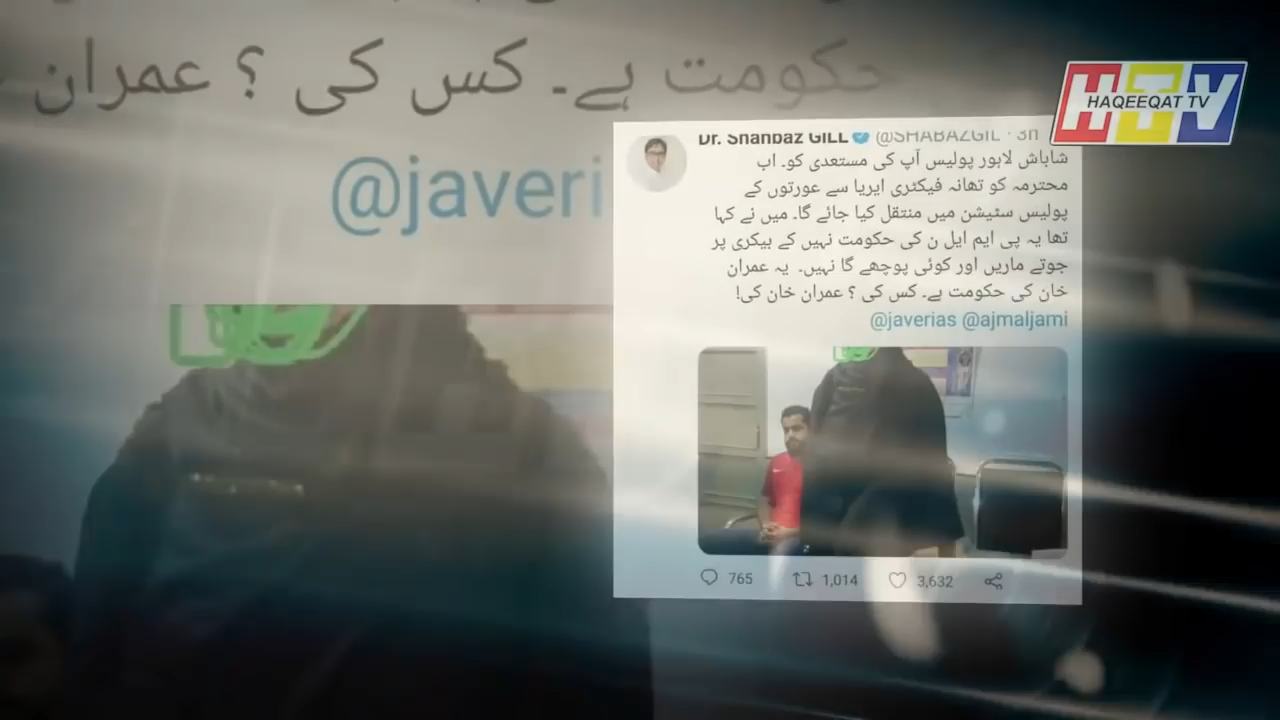 حکومت ہے۔ کس کی ؟ عمران
@javeri
HTV
HAQEEQAT TV
Dr. Shahbaz GILL @SHABAZGIL · 3h
شاباش لاہور پولیس آپ کی مستعدی کو۔ اب
محترمہ کو تھانہ فیکٹری ایریا سے عورتوں کے
پولیس سٹیشن میں منتقل کیا جائے گا۔ میں نے کہا
تھا یہ پی ایم ایل ن کی حکومت نہیں کے بیکری پر
جوتے ماریں اور کوئی پوچھے گا نہیں۔ یہ عمران
خان کی حکومت ہے۔ کس کی ؟ عمران خان کی!
@javerias @ajmaljami
765 1,014 3,632